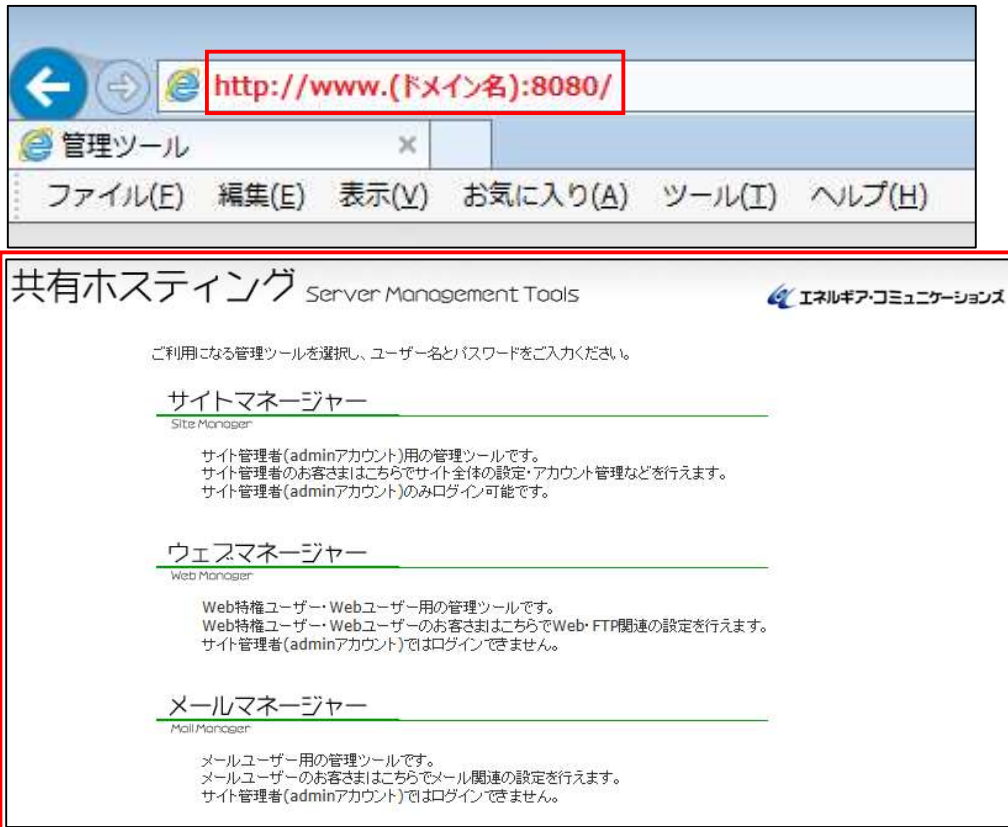 http://www.(ドメイン名):8080/
管理ツール
ファイル(F) 編集(E) 表示(V) お気に入り(A) ツール(T) ヘルプ(H)
共有ホスティング Server Management Tools
エネルギア・コミュニケーションズ
ご利用になる管理ツールを選択し、ユーザー名とパスワードをご入力ください。
サイトマネージャー
Site Manager
サイト管理者(adminアカウント)用の管理ツールです。
サイト管理者のお客さまはこちらでサイト全体の設定・アカウント管理などを行えます。
サイト管理者(adminアカウント)のみログイン可能です。
ウェブマネージャー
Web Manager
Web特権ユーザー・Webユーザー用の管理ツールです。
Web特権ユーザー・Webユーザーのお客さまはこちらでWeb・FTP関連の設定を行えます。
サイト管理者(adminアカウント)ではログインできません。
メールマネージャー
Mail Manager
メールユーザー用の管理ツールです。
メールユーザーのお客さまはこちらでメール関連の設定を行えます。
サイト管理者(adminアカウント)ではログインできません。